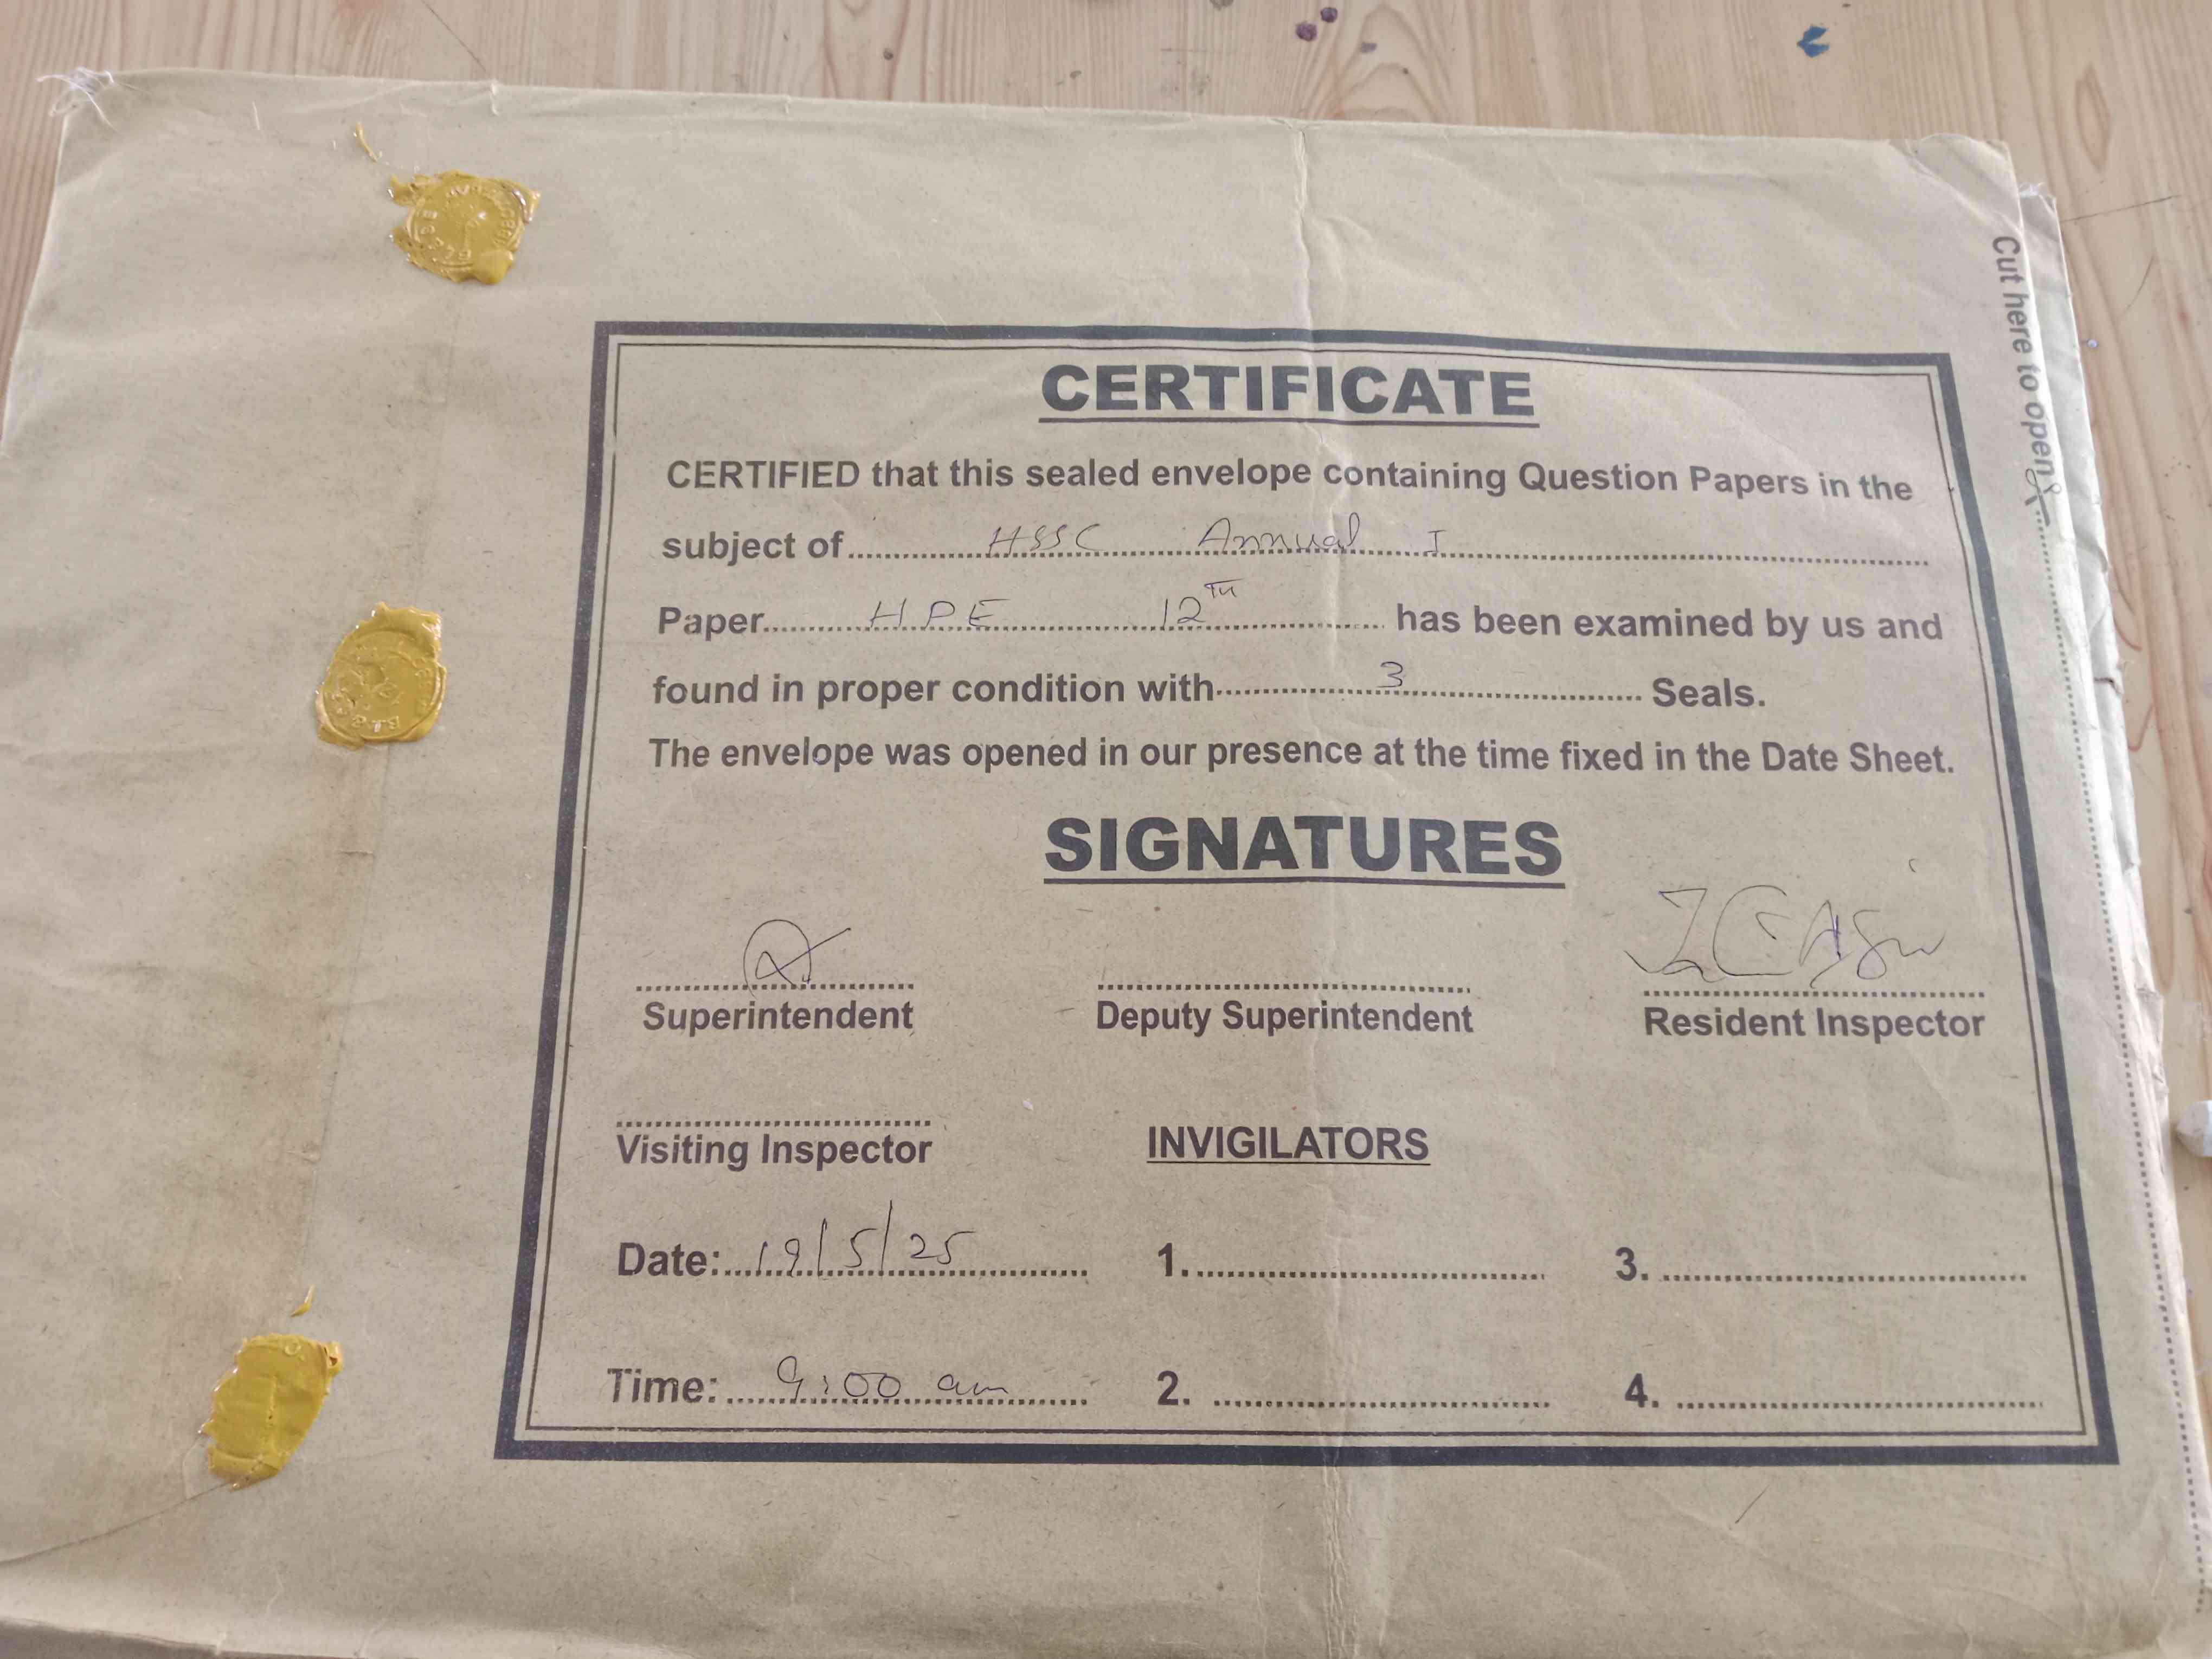 Cut here to open
CERTIFICATE
CERTIFIED that this sealed envelope containing Question Papers in the
subject of HSSC Annual I
Paper HPE 12TH has been examined by us and
found in proper condition with 3 Seals.
The envelope was opened in our presence at the time fixed in the Date Sheet.
SIGNATURES
Superintendent Deputy Superintendent Resident Inspector
Visiting Inspector INVIGILATORS
Date: 19/5/25 1. 3.
Time: 9:00 am 2. 4.